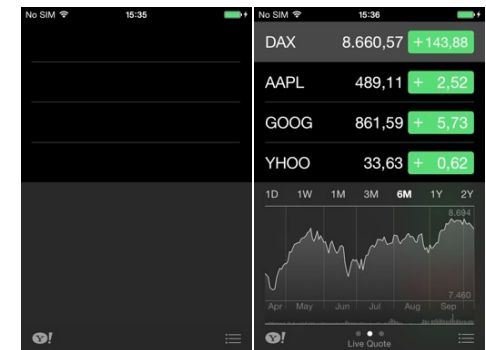 No SIM 15:35
No SIM 15:36
DAX 8.660,57 +143,88
AAPL 489,11 + 2,52
GOOG 861,59 + 5,73
YHOO 33,63 + 0,62
1D 1W 1M 3M 6M 1Y 2Y
8.694
7.460
Apr May Jun Jul Aug Sep
Y!
Y!
Live Quote